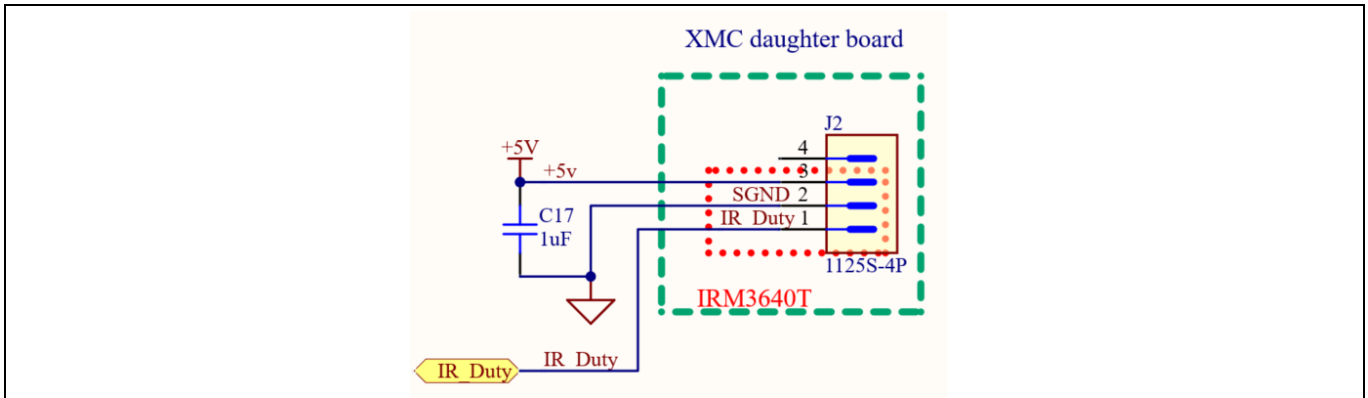 XMC daughter board
J2
+5V
4
+5v
3
SGND 2
C17
IR_Duty 1
1uF
1125S-4P
IRM3640T
IR_Duty
IR_Duty